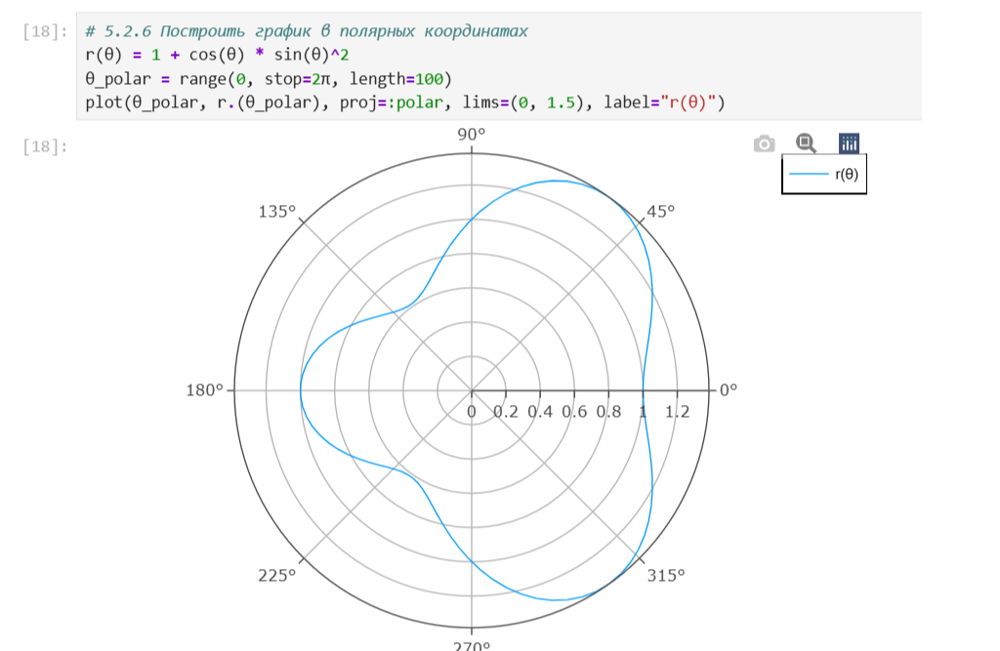 [18]: # 5.2.6 Построить график в полярных координатах
r(θ) = 1 + cos(θ) * sin(θ)^2
θ_polar = range(0, stop=2π, length=100)
plot(θ_polar, r.(θ_polar), proj=:polar, lims=(0, 1.5), label="r(θ)")
[18]:
90°
r(θ)
135°
45°
180°
0°
0 0.2 0.4 0.6 0.8 1 1.2
225°
315°
270°